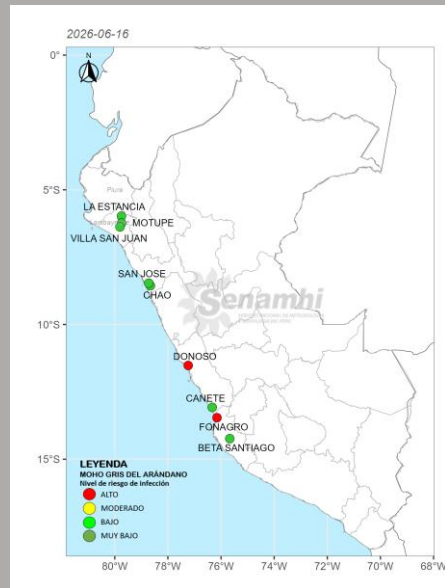 2026-06-16
N
0°
5°S
10°S
15°S
Piura
LA ESTANCIA
MOTUPE
VILLA SAN JUAN
SAN JOSE
CHAO
Senamhi
DONOSO
CANETE
FONAGRO
BETA SANTIAGO
LEYENDA
MOHO GRIS DEL ARÁNDANO
Nivel de riesgo de infección
ALTO
MODERADO
BAJO
MUY BAJO
80°W 78°W 76°W 74°W 72°W 70°W 68°W